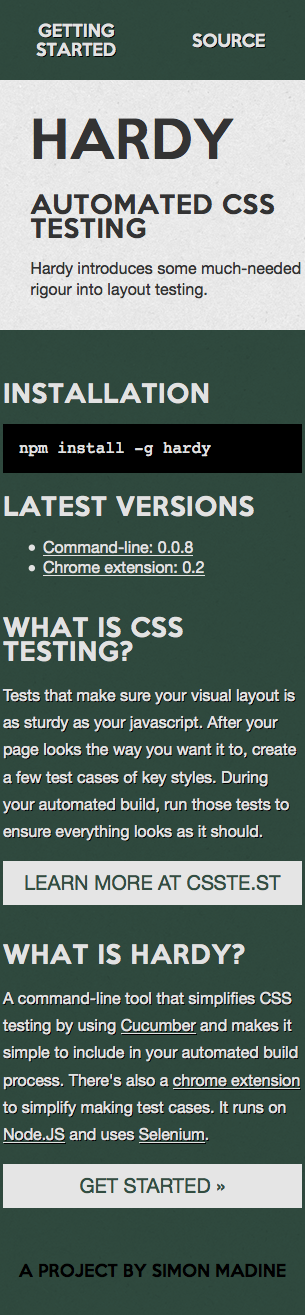 GETTING
STARTED
SOURCE
HARDY
AUTOMATED CSS
TESTING
Hardy introduces some much-needed
rigour into layout testing.
INSTALLATION
npm install -g hardy
LATEST VERSIONS
Command-line: 0.0.8
Chrome extension: 0.2
WHAT IS CSS
TESTING?
Tests that make sure your visual layout is
as sturdy as your javascript. After your
page looks the way you want it to, create
a few test cases of key styles. During
your automated build, run those tests to
ensure everything looks as it should.
LEARN MORE AT CSSTE.ST
WHAT IS HARDY?
A command-line tool that simplifies CSS
testing by using Cucumber and makes it
simple to include in your automated build
process. There's also a chrome extension
to simplify making test cases. It runs on
Node.JS and uses Selenium.
GET STARTED »
A PROJECT BY SIMON MADINE